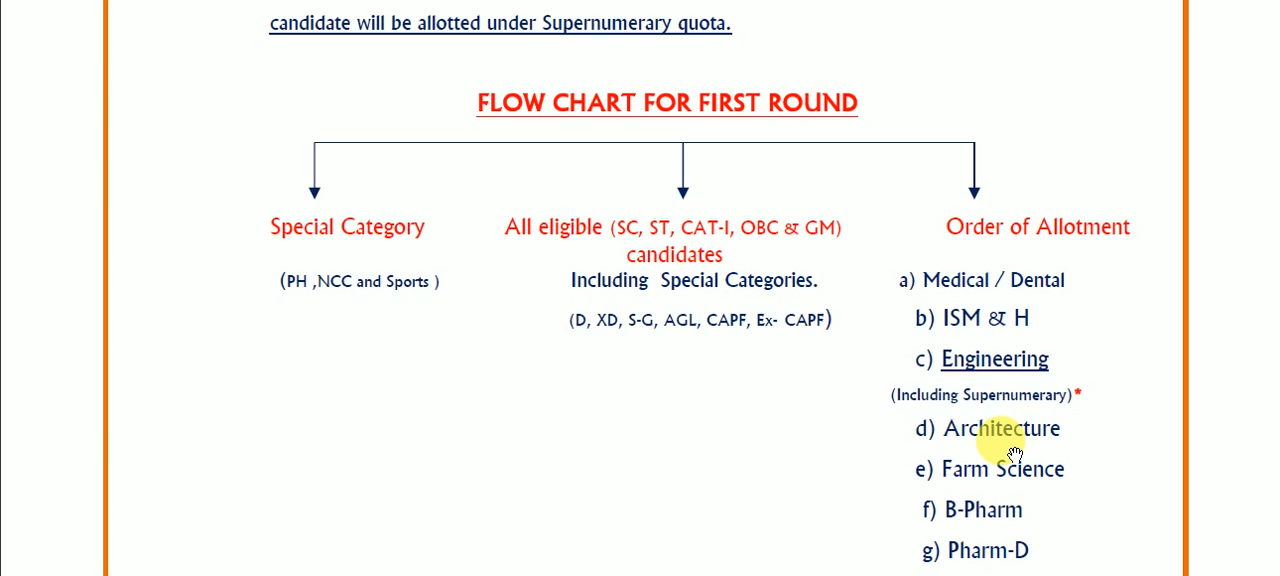 candidate will be allotted under Supernumerary quota.
FLOW CHART FOR FIRST ROUND
Special Category
(PH ,NCC and Sports )
All eligible (SC, ST, CAT-I, OBC & GM)
candidates
Including Special Categories.
(D, XD, S-G, AGL, CAPF, Ex- CAPF)
Order of Allotment
a) Medical / Dental
b) ISM & H
c) Engineering
(Including Supernumerary)*
d) Architecture
e) Farm Science
f) B-Pharm
g) Pharm-D